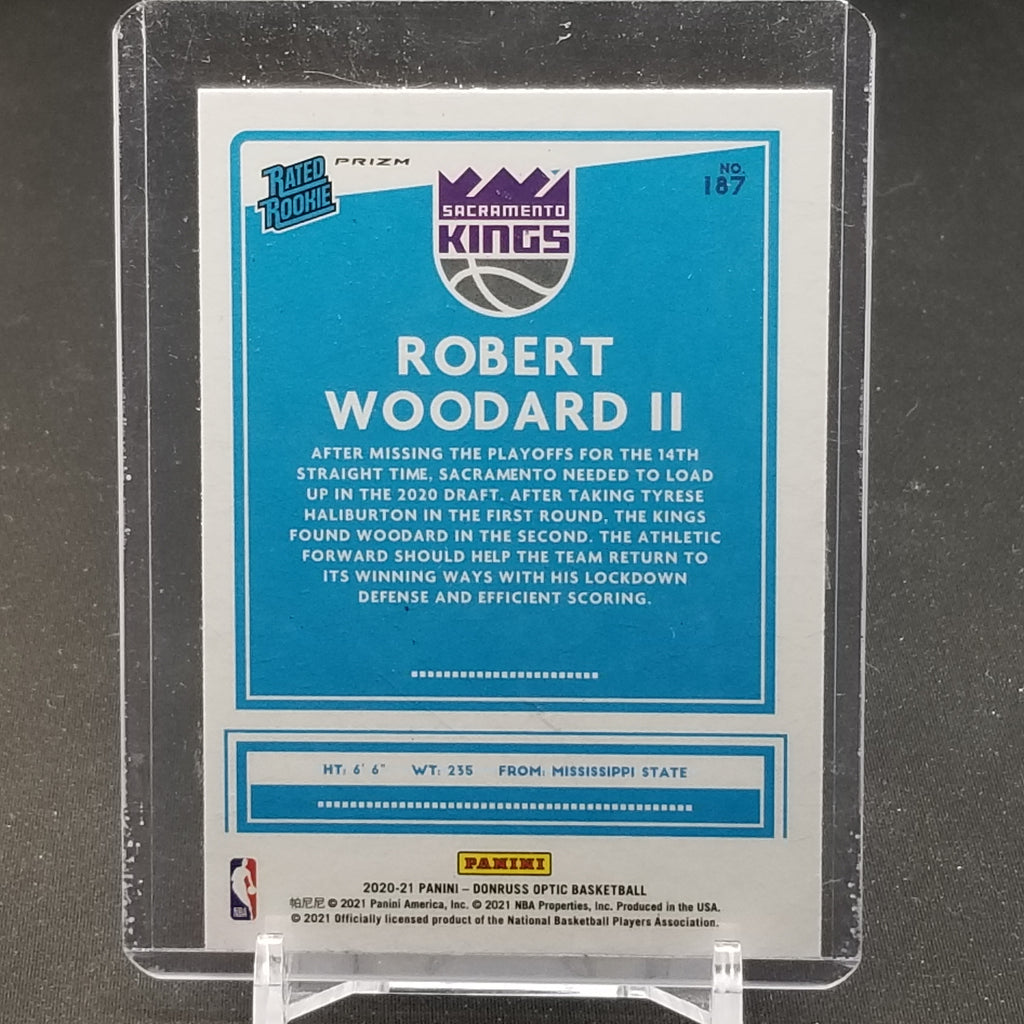 RATED
ROOKIE
PRIZM
NO.
187
SACRAMENTO
KINGS
ROBERT
WOODARD II
AFTER MISSING THE PLAYOFFS FOR THE 14TH
STRAIGHT TIME, SACRAMENTO NEEDED TO LOAD
UP IN THE 2020 DRAFT. AFTER TAKING TYRESE
HALIBURTON IN THE FIRST ROUND, THE KINGS
FOUND WOODARD IN THE SECOND. THE ATHLETIC
FORWARD SHOULD HELP THE TEAM RETURN TO
ITS WINNING WAYS WITH HIS LOCKDOWN
DEFENSE AND EFFICIENT SCORING.
HT: 6' 6" WT: 235 FROM: MISSISSIPPI STATE
PANINI
2020-21 PANINI – DONRUSS OPTIC BASKETBALL
帕尼尼 © 2021 Panini America, Inc. © 2021 NBA Properties, Inc. Produced in the USA.
© 2021 Officially licensed product of the National Basketball Players Association.
NBA